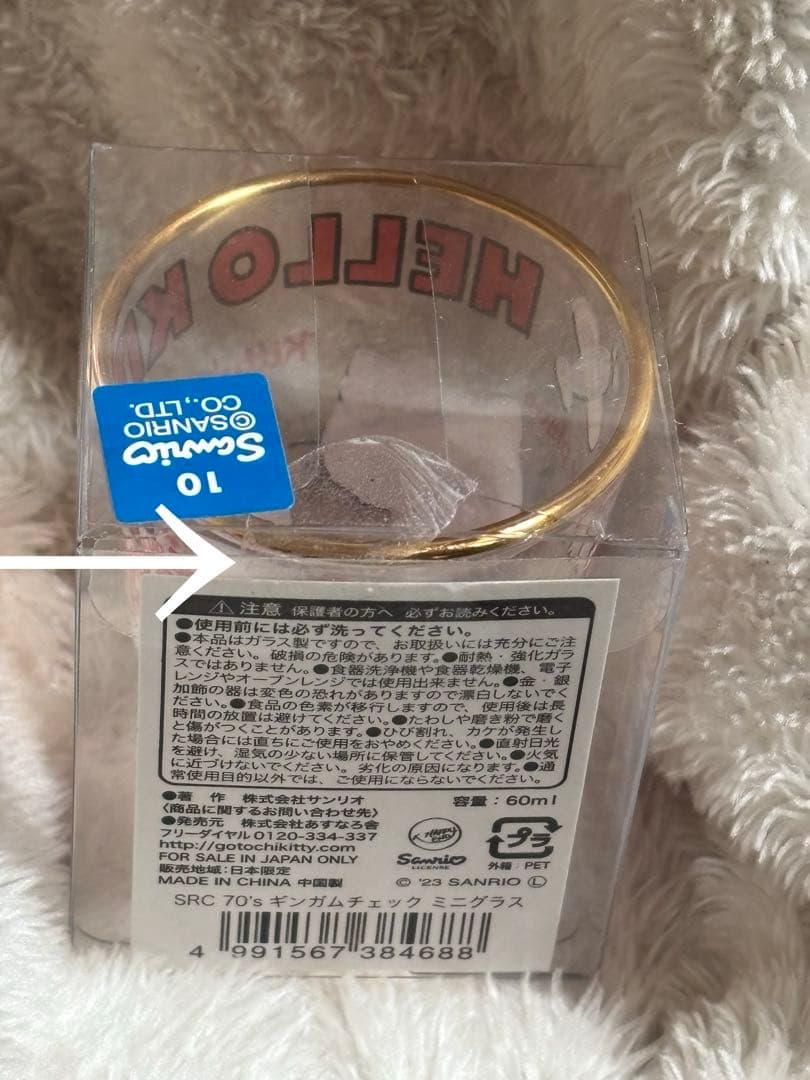 HELLO KI
10
Sanrio
©SANRIO
CO.,LTD.
⚠注意 保護者の方へ 必ずお読みください。
●使用前には必ず洗ってください。
●本品はガラス製ですので、お取扱いには充分にご注
意ください。破損の危険があります。●耐熱・強化ガラ
スではありません。●食器洗浄機や食器乾燥機、電子
レンジやオーブンレンジでは使用出来ません。●金・銀
加飾の器は変色の恐れがありますので漂白しないでく
ださい。●食品の色素が移行しますので、使用後は長
時間の放置は避けてください。●たわしや磨き粉で磨く
と傷がつくことがあります。●ひび割れ、カケが発生し
た場合には直ちにご使用をおやめください。●直射日光
を避け、湿気の少ない場所に保管してください。●火気
に近づけないでください。劣化の原因になります。●通
常使用目的以外では、ご使用にならないでください。
●著 作 株式会社サンリオ 容量：60ml
〈商品に関するお問い合わせ先〉
●発売元 株式会社あすなろ舎
フリーダイヤル0120-334-337
http://gotochikitty.com
FOR SALE IN JAPAN ONLY
販売地域：日本限定
MADE IN CHINA 中国製
Sanrio
LICENSE
プラ
外箱：PET
© '23 SANRIO Ⓛ
SRC 70's ギンガムチェック ミニグラス
4 991567 384688